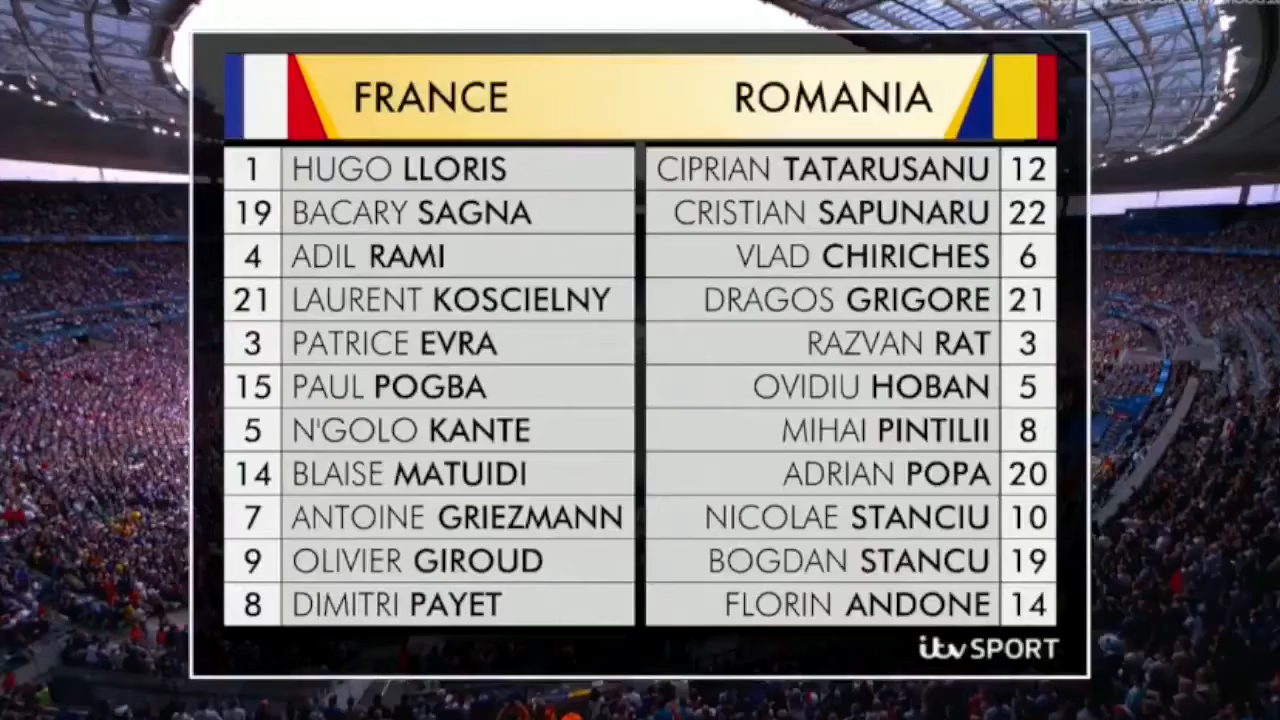 FRANCE ROMANIA
1 HUGO LLORIS CIPRIAN TATARUSANU 12
19 BACARY SAGNA CRISTIAN SAPUNARU 22
4 ADIL RAMI VLAD CHIRICHES 6
21 LAURENT KOSCIELNY DRAGOS GRIGORE 21
3 PATRICE EVRA RAZVAN RAT 3
15 PAUL POGBA OVIDIU HOBAN 5
5 N'GOLO KANTE MIHAI PINTILII 8
14 BLAISE MATUIDI ADRIAN POPA 20
7 ANTOINE GRIEZMANN NICOLAE STANCIU 10
9 OLIVIER GIROUD BOGDAN STANCU 19
8 DIMITRI PAYET FLORIN ANDONE 14
itv SPORT